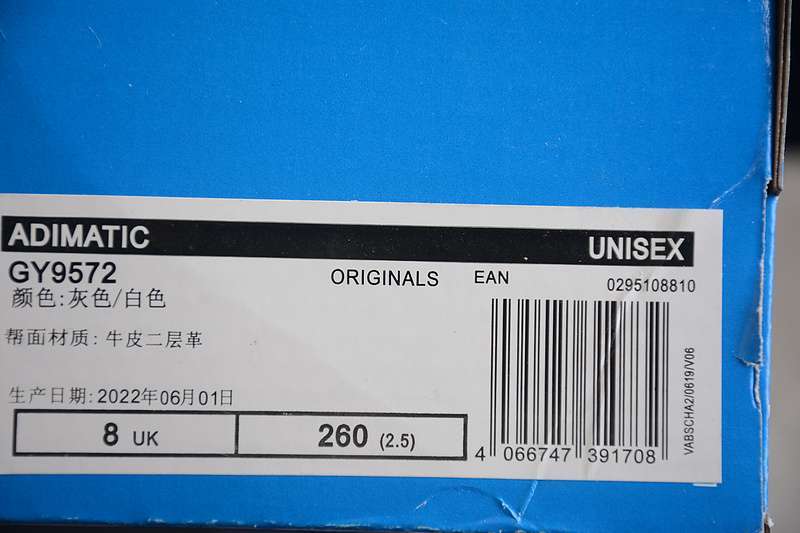 ADIMATIC UNISEX
GY9572 ORIGINALS EAN 0295108810
颜色:灰色/白色
帮面材质: 牛皮二层革
生产日期:2022年06月01日
8 UK 260 (2.5)
4 066747 391708
VABSCHA2/0619/V06